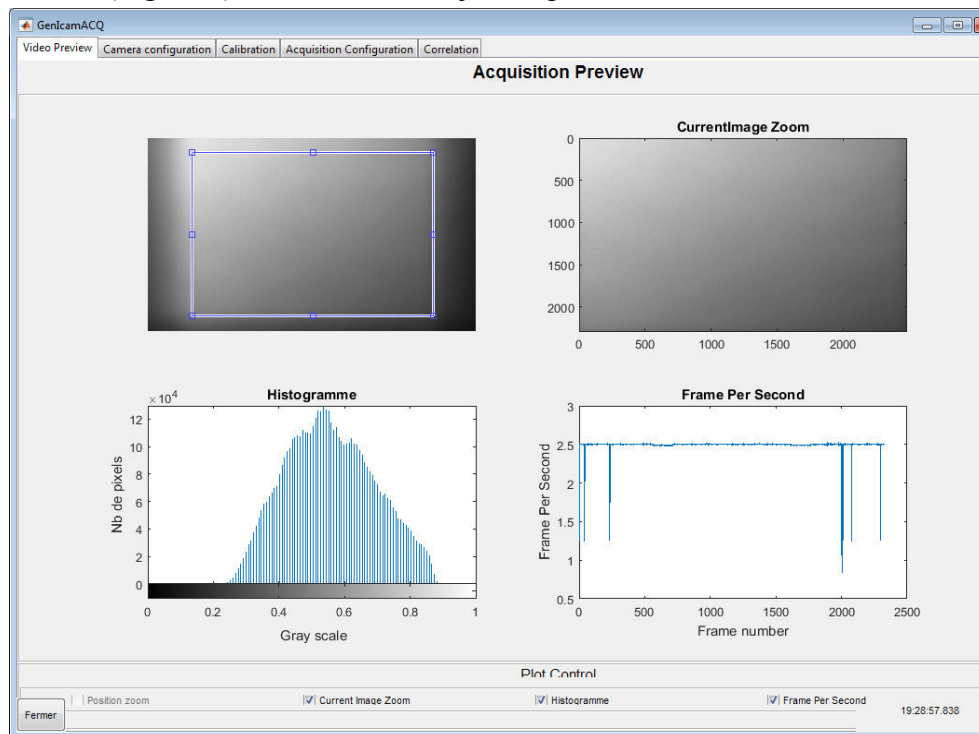 GenIcamACQ
Video Preview Camera configuration Calibration Acquisition Configuration Correlation
Acquisition Preview
CurrentImage Zoom
0
500
1000
1500
2000
0 500 1000 1500 2000
Histogramme
×10⁴
12
10
8
6
4
2
0
Nb de pixels
0 0.2 0.4 0.6 0.8 1
Gray scale
Frame Per Second
3
2.5
2
1.5
1
0.5
Frame Per Second
0 500 1000 1500 2000 2500
Frame number
Plot Control
Position zoom Current Image Zoom Histogramme Frame Per Second
Fermer
19:28:57.838